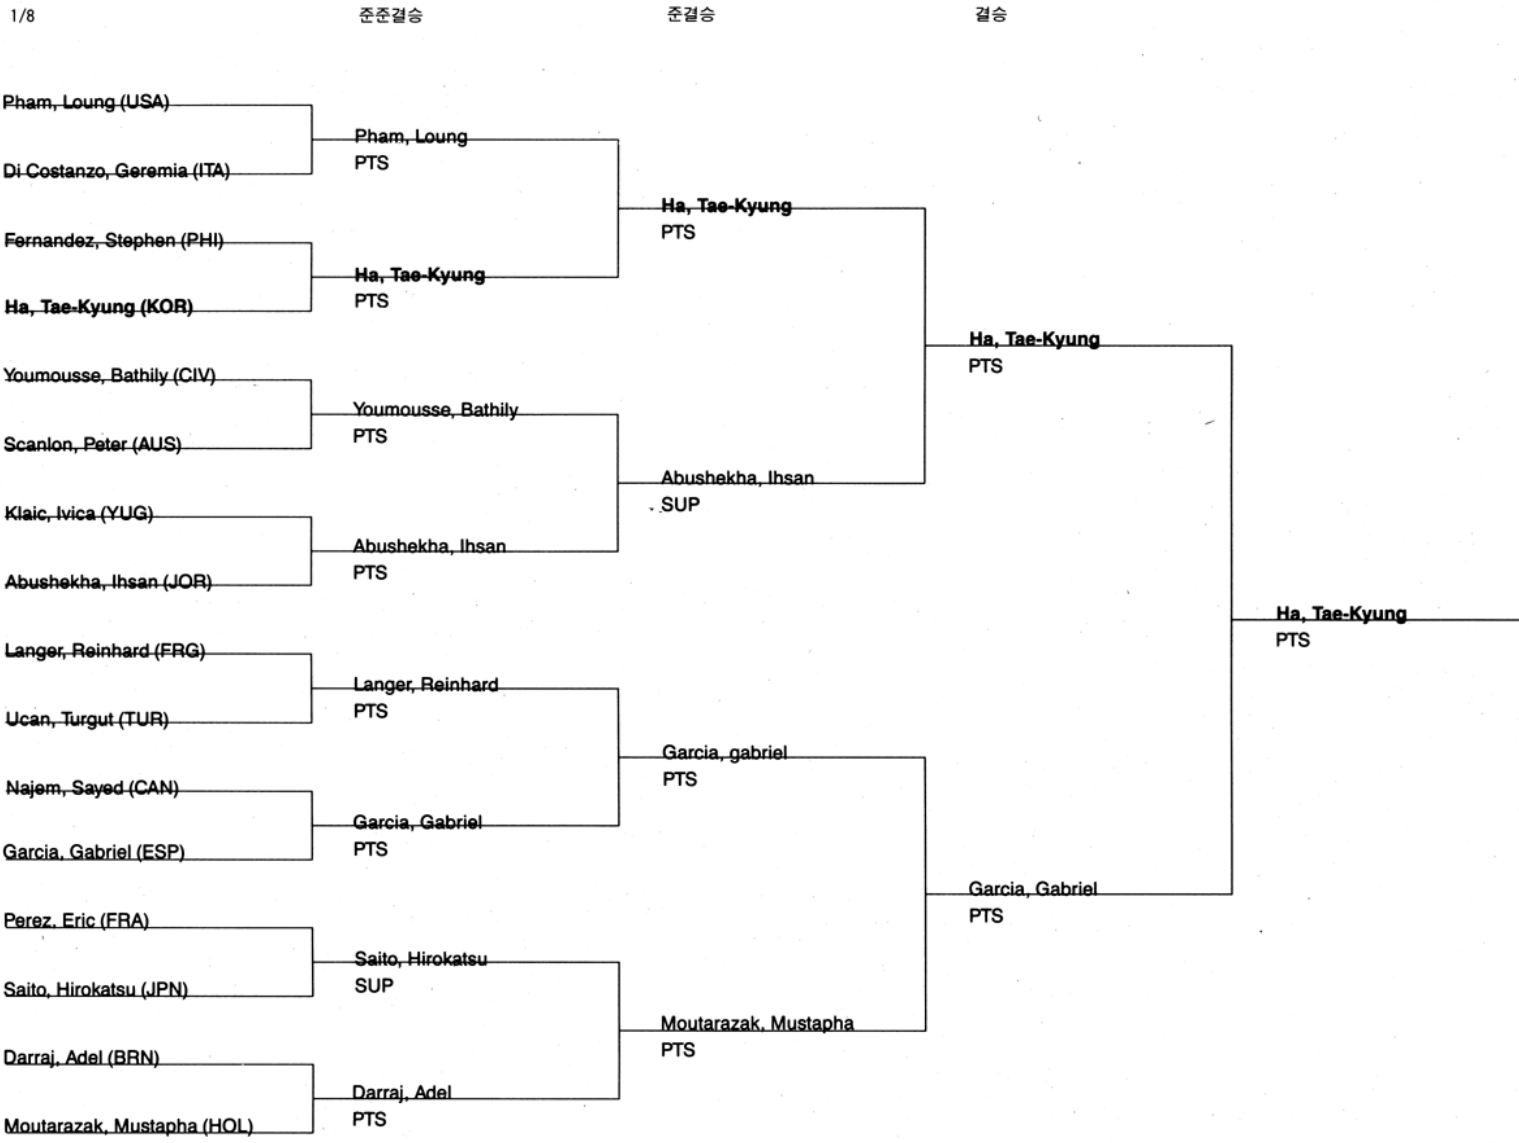 1/8 준준결승 준결승 결승
Pham, Loung (USA)
Di Costanzo, Geremia (ITA)
Fernandez, Stephen (PHI)
Ha, Tae-Kyung (KOR)
Youmousse, Bathily (CIV)
Scanlon, Peter (AUS)
Klaic, Ivica (YUG)
Abushekha, Ihsan (JOR)
Langer, Reinhard (FRG)
Ucan, Turgut (TUR)
Najem, Sayed (CAN)
Garcia, Gabriel (ESP)
Perez, Eric (FRA)
Saito, Hirokatsu (JPN)
Darraj, Adel (BRN)
Moutarazak, Mustapha (HOL)
Pham, Loung
PTS
Ha, Tae-Kyung
PTS
Youmousse, Bathily
PTS
Abushekha, Ihsan
PTS
Langer, Reinhard
PTS
Garcia, Gabriel
PTS
Saito, Hirokatsu
SUP
Darraj, Adel
PTS
Ha, Tae-Kyung
PTS
Abushekha, Ihsan
SUP
Garcia, gabriel
PTS
Moutarazak, Mustapha
PTS
Ha, Tae-Kyung
PTS
Garcia, Gabriel
PTS
Ha, Tae-Kyung
PTS